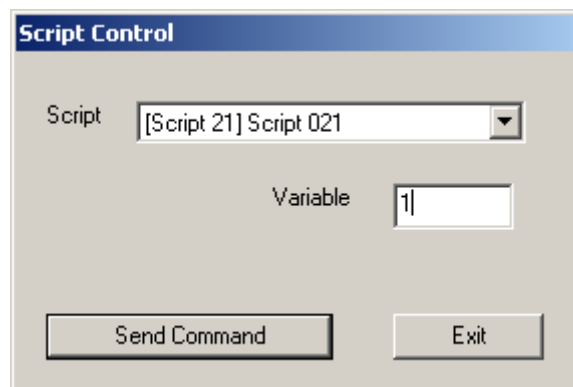 Script Control
Script [Script 21] Script 021
Variable 1
Send Command Exit